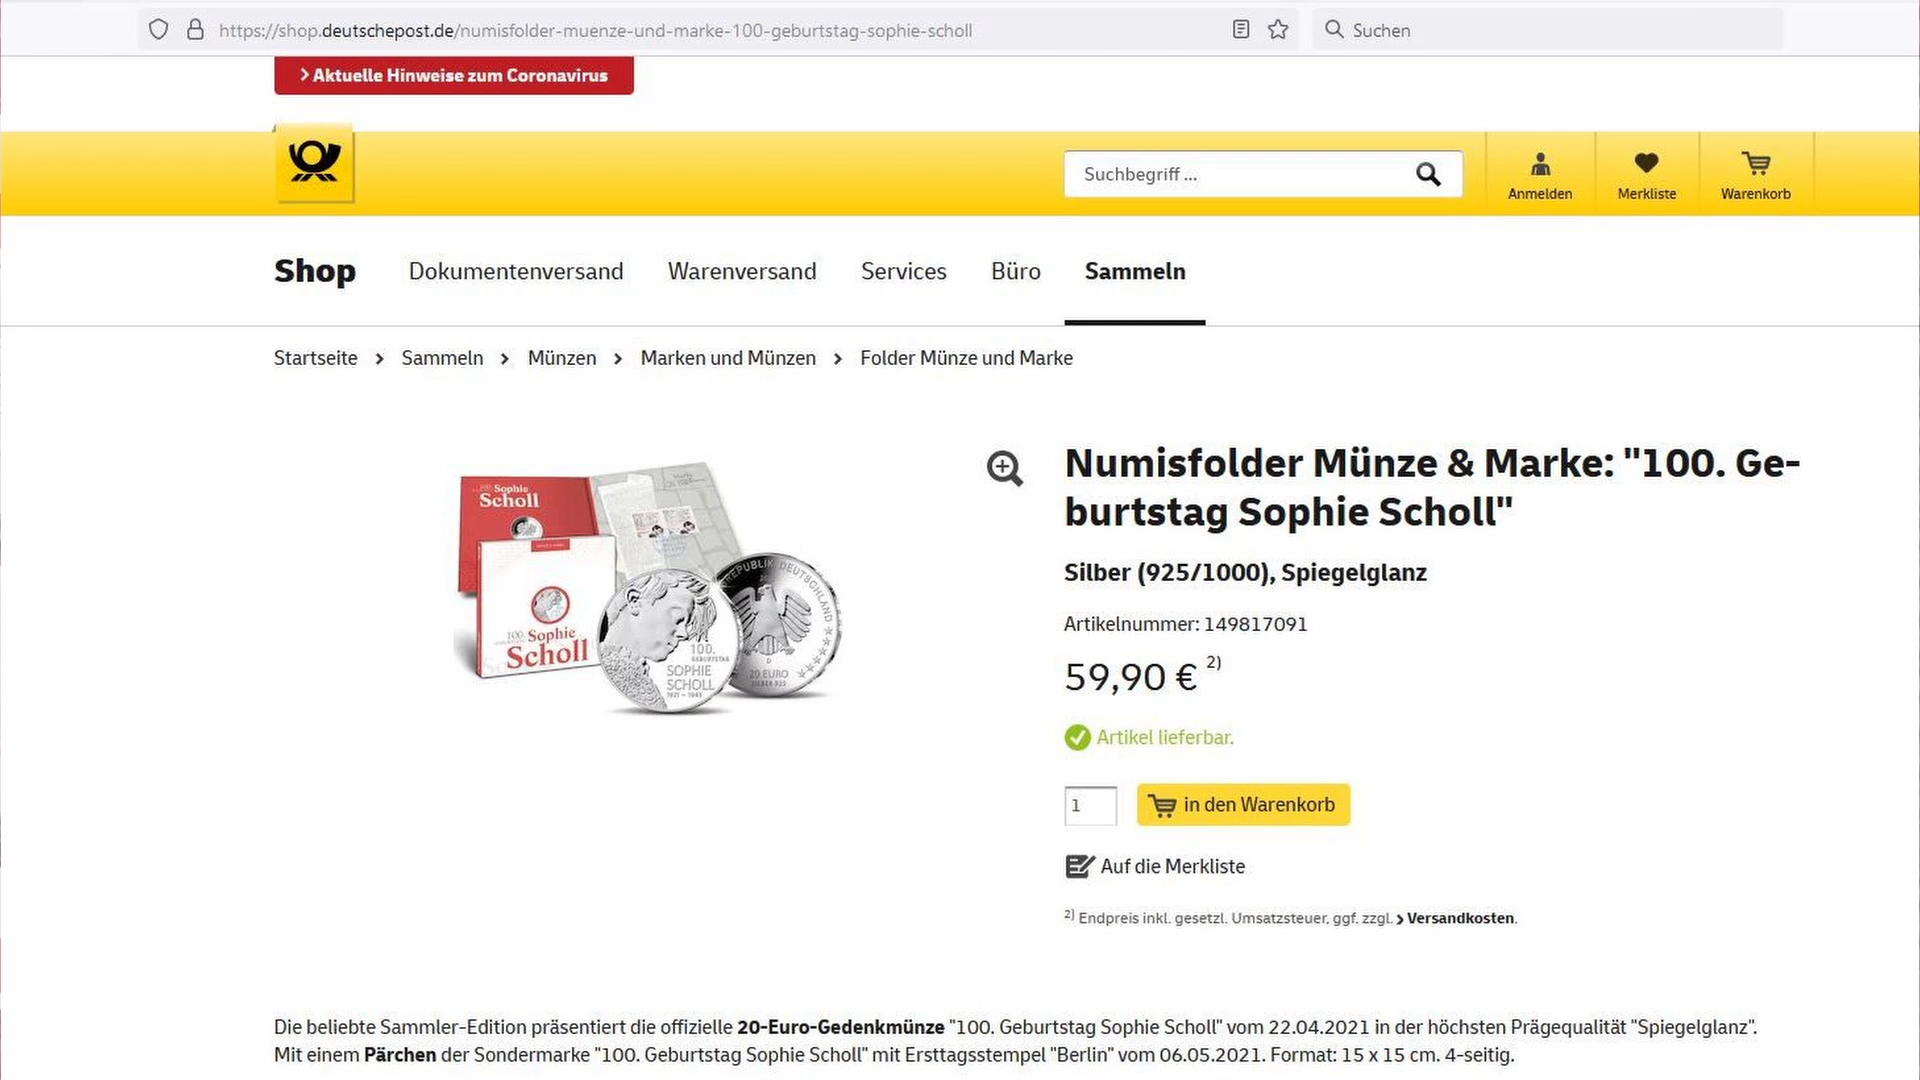 https://shop.deutschepost.de/numisfolder-muenze-und-marke-100-geburtstag-sophie-scholl
Suchen
Aktuelle Hinweise zum Coronavirus
Suchbegriff ...
Anmelden
Merkliste
Warenkorb
Shop
Dokumentenversand
Warenversand
Services
Büro
Sammeln
Startseite > Sammeln > Münzen > Marken und Münzen > Folder Münze und Marke
Numisfolder Münze & Marke: "100. Ge-
burtstag Sophie Scholl"
Silber (925/1000), Spiegelglanz
Artikelnummer: 149817091
59,90 € 2)
Artikel lieferbar.
1
in den Warenkorb
Auf die Merkliste
2) Endpreis inkl. gesetzl. Umsatzsteuer, ggf. zzgl. > Versandkosten.
Sophie
Scholl
100.
Sophie
Scholl
100.
GEBURTSTAG
SOPHIE
SCHOLL
1921 – 1943
REPUBLIK DEUTSCHLAND
D
20 EURO
SILBER 925
Die beliebte Sammler-Edition präsentiert die offizielle 20-Euro-Gedenkmünze "100. Geburtstag Sophie Scholl" vom 22.04.2021 in der höchsten Prägequalität "Spiegelglanz".
Mit einem Pärchen der Sondermarke "100. Geburtstag Sophie Scholl" mit Ersttagsstempel "Berlin" vom 06.05.2021. Format: 15 x 15 cm. 4-seitig.